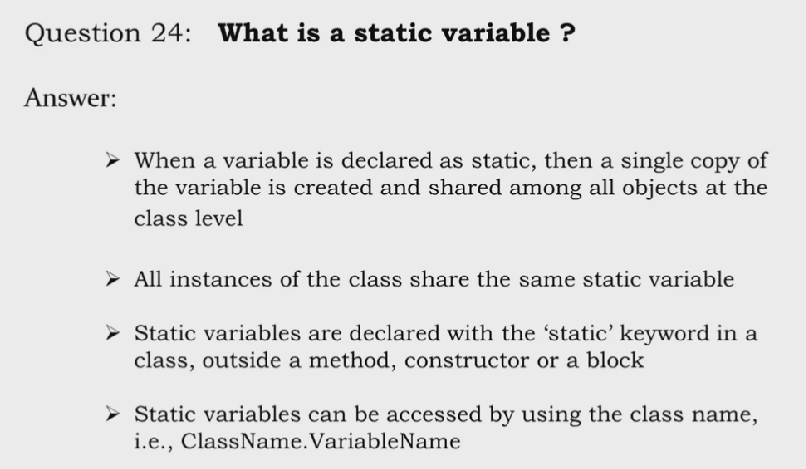 Question 24: What is a static variable ?
Answer:
➢ When a variable is declared as static, then a single copy of
the variable is created and shared among all objects at the
class level
➢ All instances of the class share the same static variable
➢ Static variables are declared with the ‘static’ keyword in a
class, outside a method, constructor or a block
➢ Static variables can be accessed by using the class name,
i.e., ClassName.VariableName